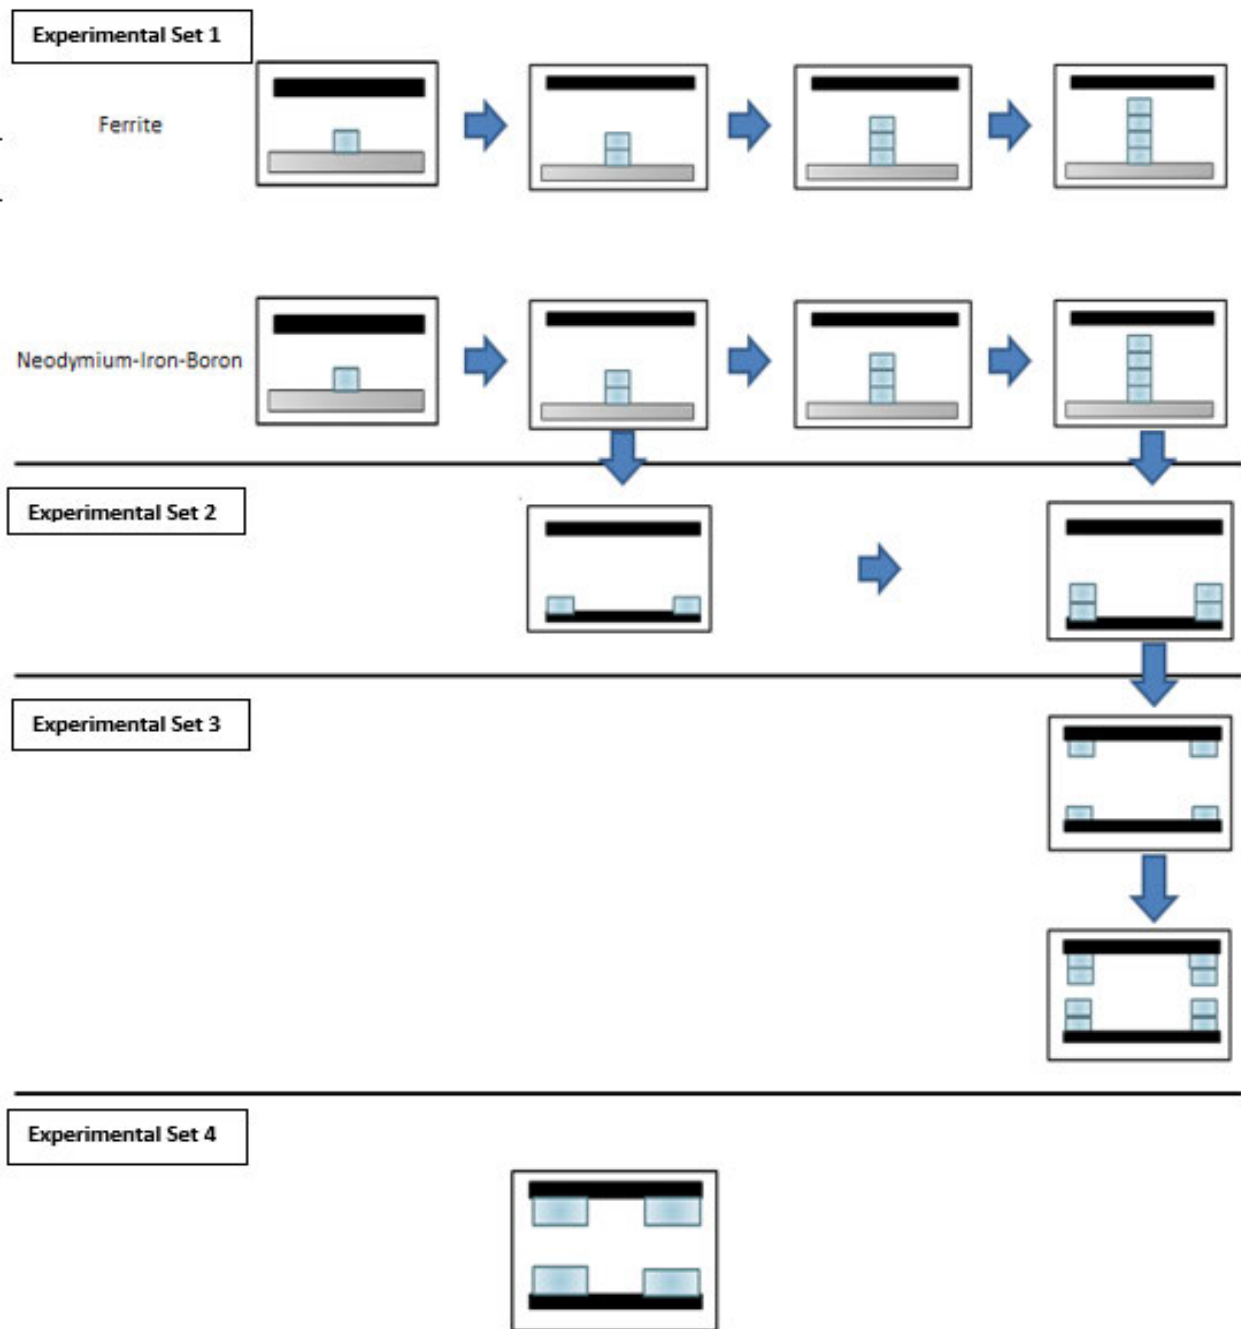 Experimental Set 1
Ferrite
Neodymium-Iron-Boron
Experimental Set 2
Experimental Set 3
Experimental Set 4